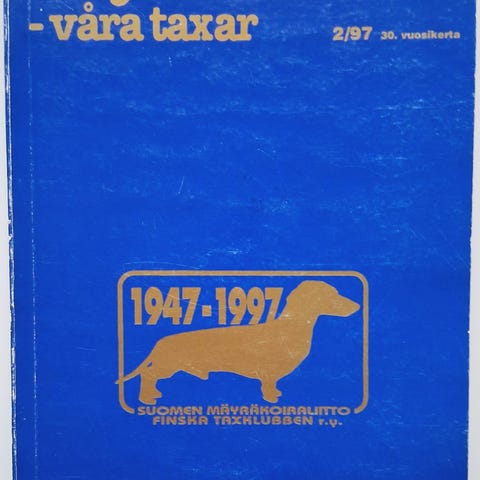 - våra taxar
2/97 30. vuosikerta
1947-1997
SUOMEN MÄYRÄKOIRALIITTO
FINSKA TAXKLUBBEN r.y.